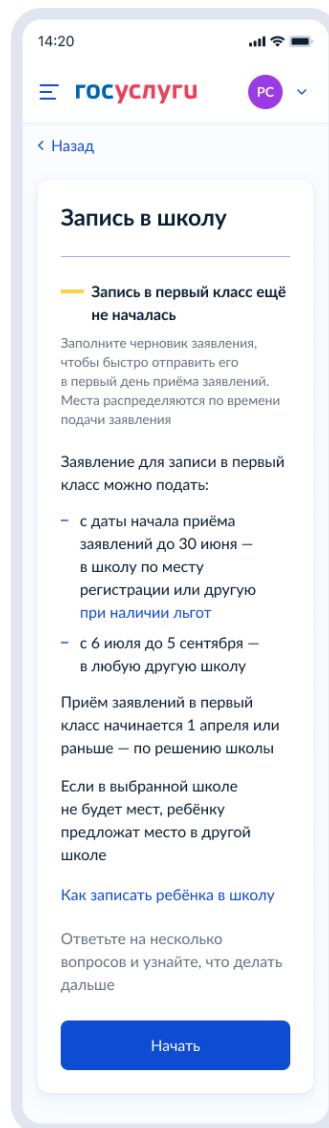 14:20
госуслуги
РС
Назад
Запись в школу
Запись в первый класс ещё
не началась
Заполните черновик заявления,
чтобы быстро отправить его
в первый день приёма заявлений.
Места распределяются по времени
подачи заявления
Заявление для записи в первый
класс можно подать:
– с даты начала приёма
заявлений до 30 июня —
в школу по месту
регистрации или другую
при наличии льгот
– с 6 июля до 5 сентября —
в любую другую школу
Приём заявлений в первый
класс начинается 1 апреля или
раньше — по решению школы
Если в выбранной школе
не будет мест, ребёнку
предложат место в другой
школе
Как записать ребёнка в школу
Ответьте на несколько
вопросов и узнайте, что делать
дальше
Начать